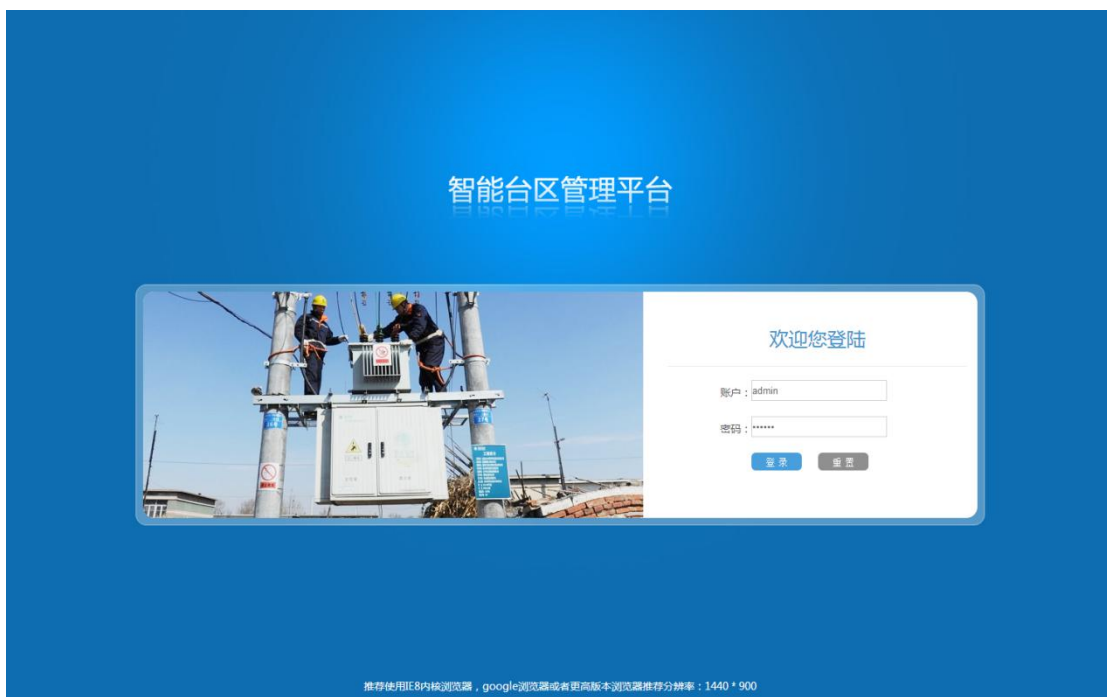 智能台区管理平台
欢迎您登陆
账户：admin
密码：••••••
登 录
重 置
推荐使用IE8内核浏览器，google浏览器或者更高版本浏览器推荐分辨率：1440 * 900